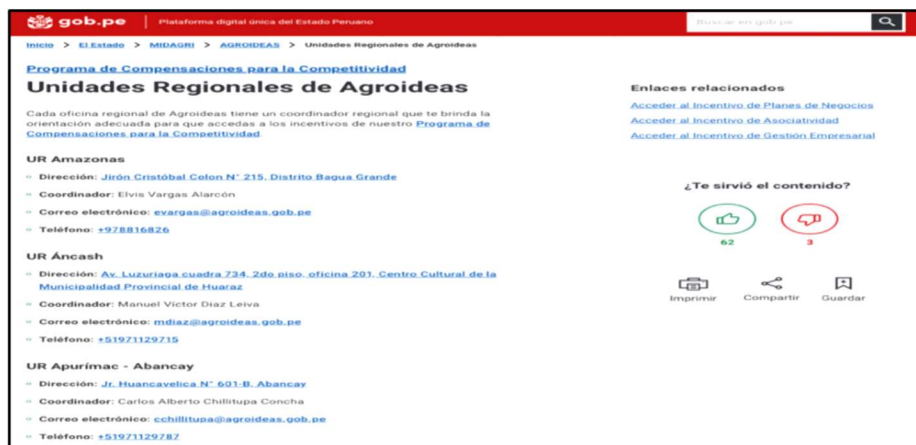 gob.pe
Plataforma digital única del Estado Peruano
Buscar en gob.pe
Inicio > El Estado > MIDAGRI > AGROIDEAS > Unidades Regionales de Agroideas
Programa de Compensaciones para la Competitividad
Unidades Regionales de Agroideas
Cada oficina regional de Agroideas tiene un coordinador regional que te brinda la
orientación adecuada para que accedas a los incentivos de nuestro Programa de
Compensaciones para la Competitividad.
UR Amazonas
Dirección: Jirón Cristóbal Colon N° 215, Distrito Bagua Grande
Coordinador: Elvis Vargas Alarcón
Correo electrónico: evargas@agroideas.gob.pe
Teléfono: +978816826
UR Áncash
Dirección: Av. Luzuriaga cuadra 734, 2do piso, oficina 201, Centro Cultural de la
Municipalidad Provincial de Huaraz
Coordinador: Manuel Victor Diaz Leiva
Correo electrónico: mdiaz@agroideas.gob.pe
Teléfono: +51971129715
UR Apurímac - Abancay
Dirección: Jr. Huancavelica N° 601-B, Abancay
Coordinador: Carlos Alberto Chillitupa Concha
Correo electrónico: cchillitupa@agroideas.gob.pe
Teléfono: +51971129787
Enlaces relacionados
Acceder al Incentivo de Planes de Negocios
Acceder al Incentivo de Asociatividad
Acceder al Incentivo de Gestión Empresarial
¿Te sirvió el contenido?
62 3
Imprimir Compartir Guardar